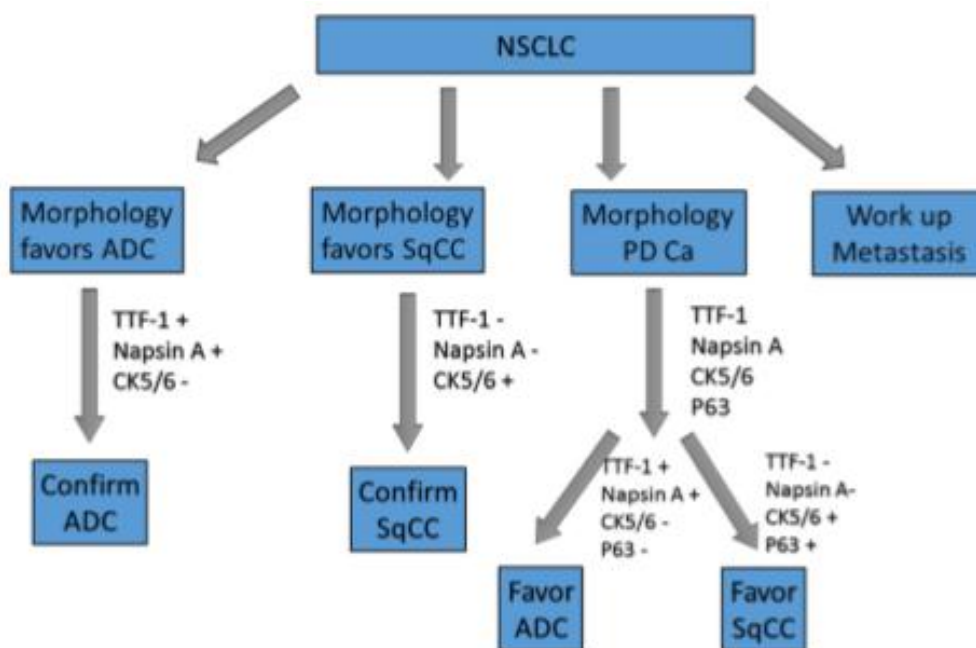 NSCLC
Morphology
favors ADC
Morphology
favors SqCC
Morphology
PD Ca
Work up
Metastasis
TTF-1 +
Napsin A +
CK5/6 -
TTF-1 -
Napsin A -
CK5/6 +
TTF-1
Napsin A
CK5/6
P63
Confirm
ADC
Confirm
SqCC
TTF-1 +
Napsin A +
CK5/6 -
P63 -
TTF-1 -
Napsin A-
CK5/6 +
P63 +
Favor
ADC
Favor
SqCC